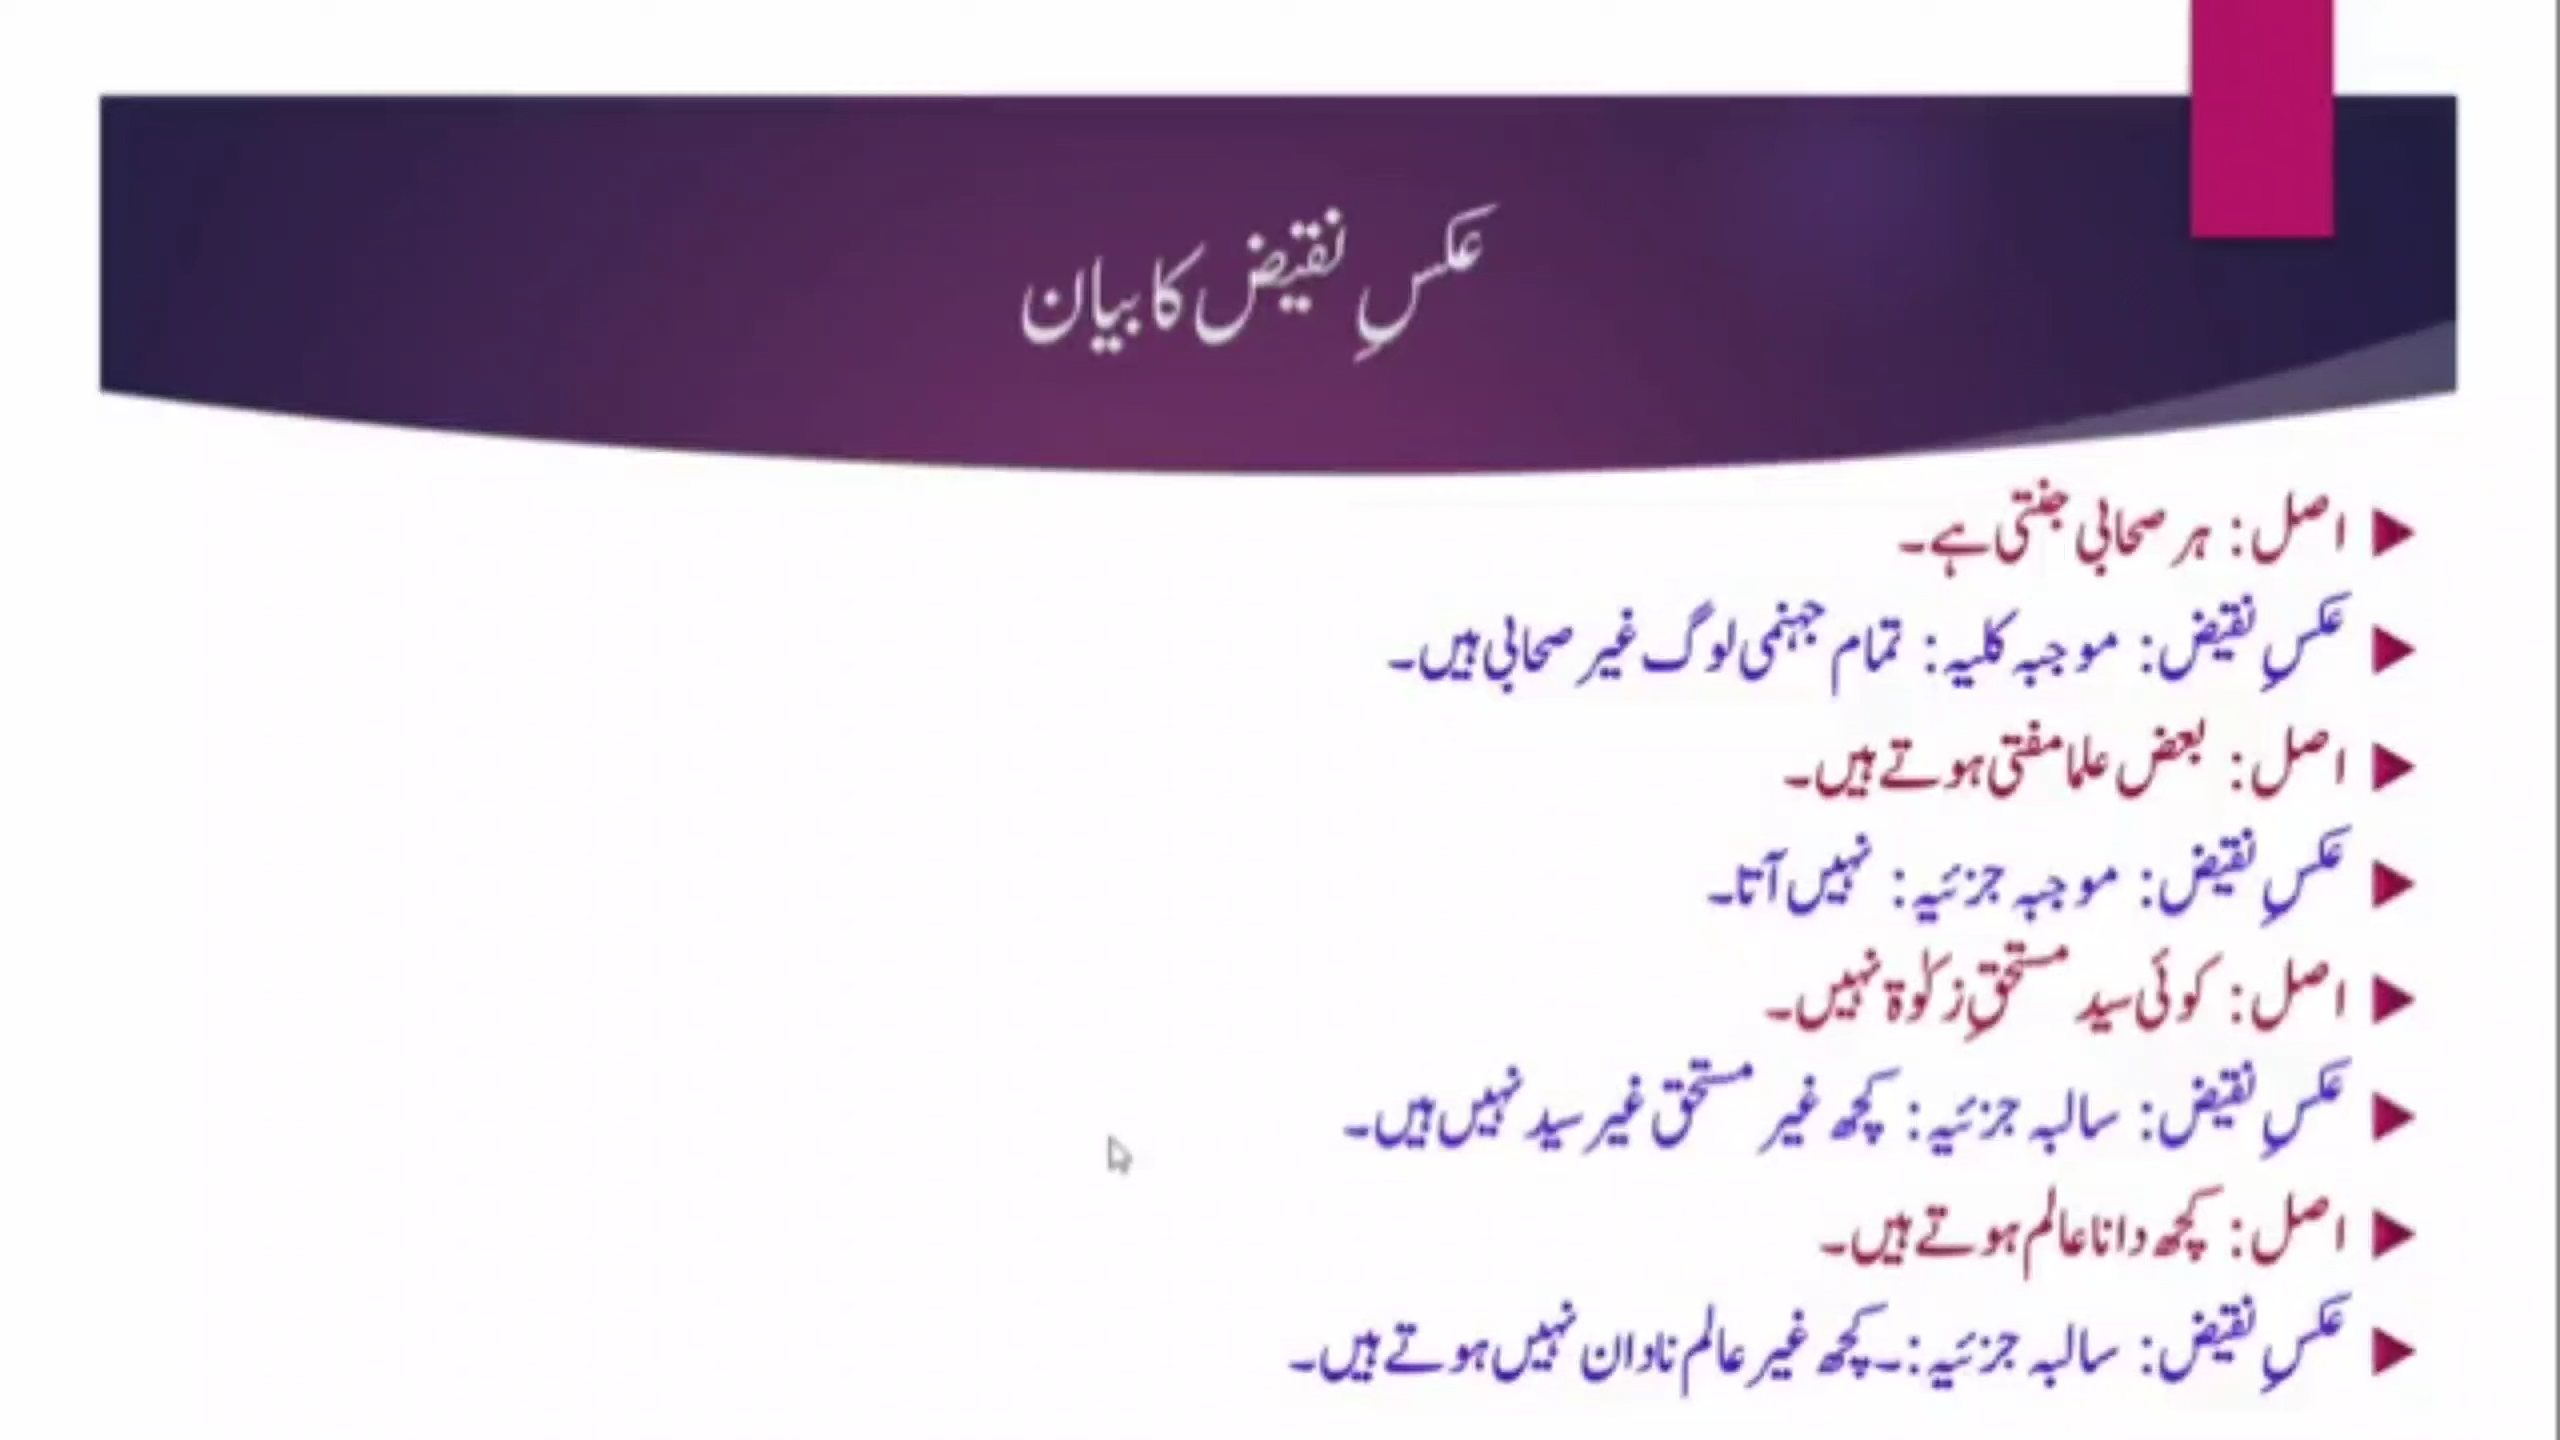 عکسِ نقیض کا بیان
اصل: ہر صحابی جنتی ہے۔
عکسِ نقیض: موجبہ کلیہ: تمام جہنمی لوگ غیر صحابی ہیں۔
اصل: بعض علما مفتی ہوتے ہیں۔
عکسِ نقیض: موجبہ جزئیہ: نہیں آتا۔
اصل: کوئی سید مستحقِ زکوٰۃ نہیں۔
عکسِ نقیض: سالبہ جزئیہ: کچھ غیر مستحق غیر سید نہیں ہیں۔
اصل: کچھ دانا عالم ہوتے ہیں۔
عکسِ نقیض: سالبہ جزئیہ:۔ کچھ غیر عالم نادان نہیں ہوتے ہیں۔